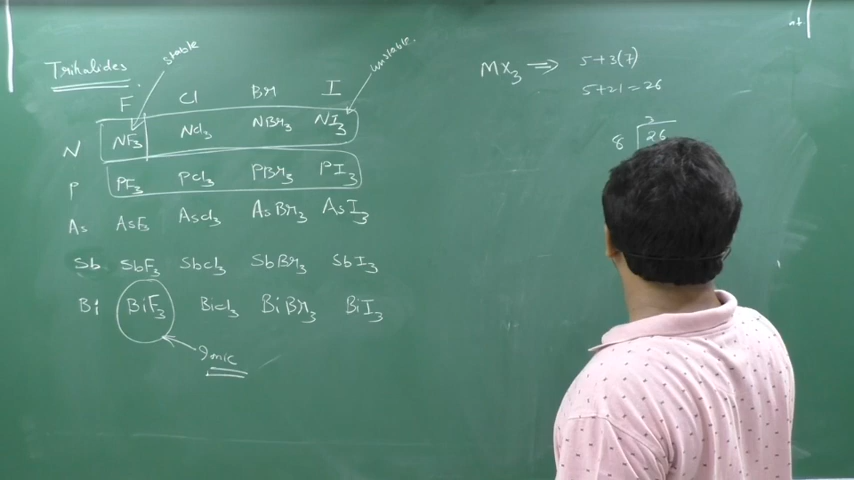 Trihalides.
stable
unstable.
F Cl Br I
N NF3 NCl3 NBr3 NI3
P PF3 PCl3 PBr3 PI3
As AsF3 AsCl3 AsBr3 AsI3
Sb SbF3 SbCl3 SbBr3 SbI3
Bi BiF3 BiCl3 BiBr3 BiI3
Ionic
MX3 ⇒ 5+3(7)
5+21=26
3
8 26